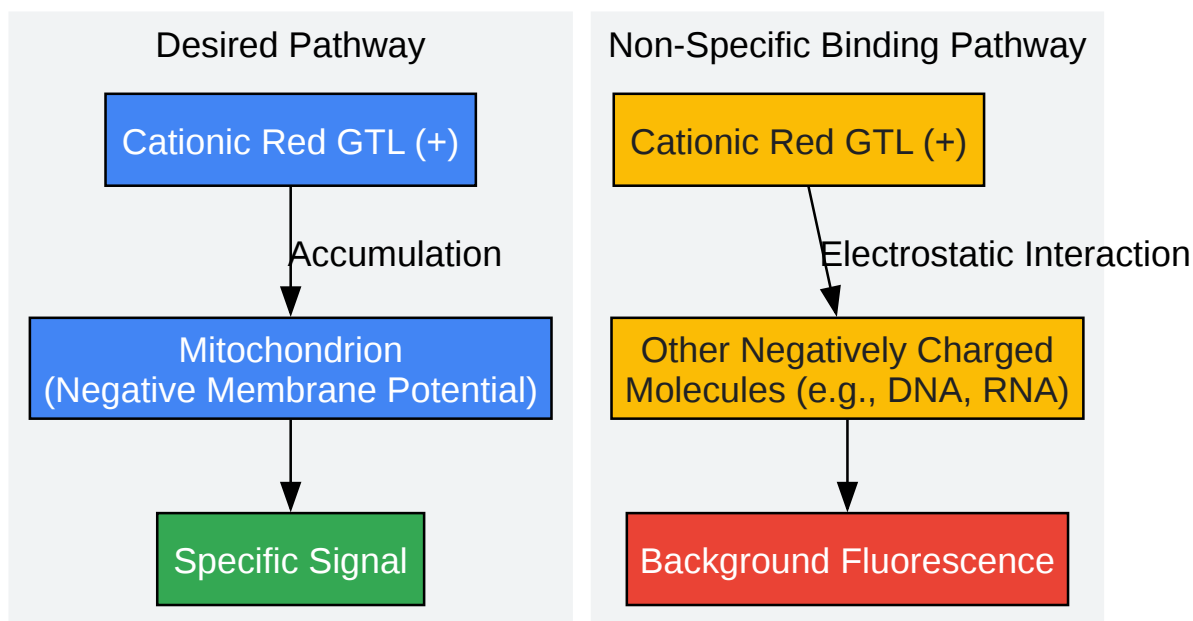 Desired Pathway
Cationic Red GTL (+)
Accumulation
Mitochondrion
(Negative Membrane Potential)
Specific Signal
Non-Specific Binding Pathway
Cationic Red GTL (+)
Electrostatic Interaction
Other Negatively Charged
Molecules (e.g., DNA, RNA)
Background Fluorescence